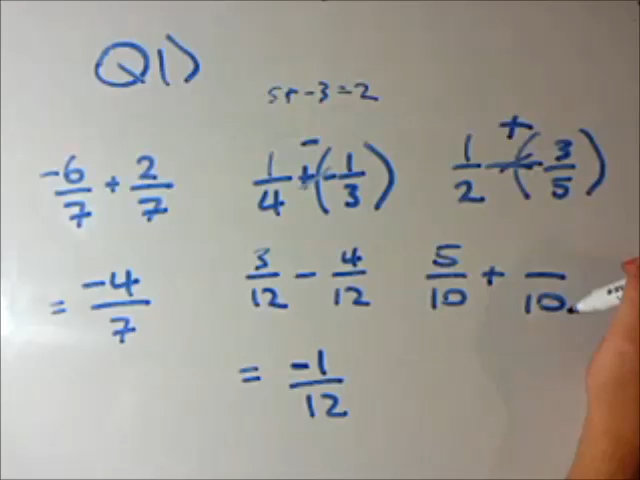 Q1)
5+-3=2
-6/7 + 2/7
= -4/7
1/4 + - (-1/3)
3/12 - 4/12
= -1/12
1/2 - + (-3/5)
5/10 + /10